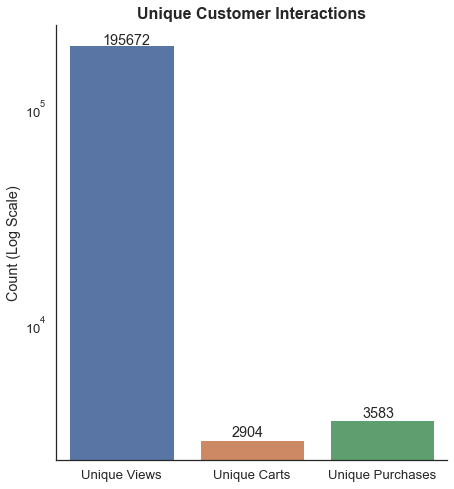 Unique Customer Interactions
195672
10^5
Count (Log Scale)
10^4
3583
2904
Unique Views
Unique Carts
Unique Purchases